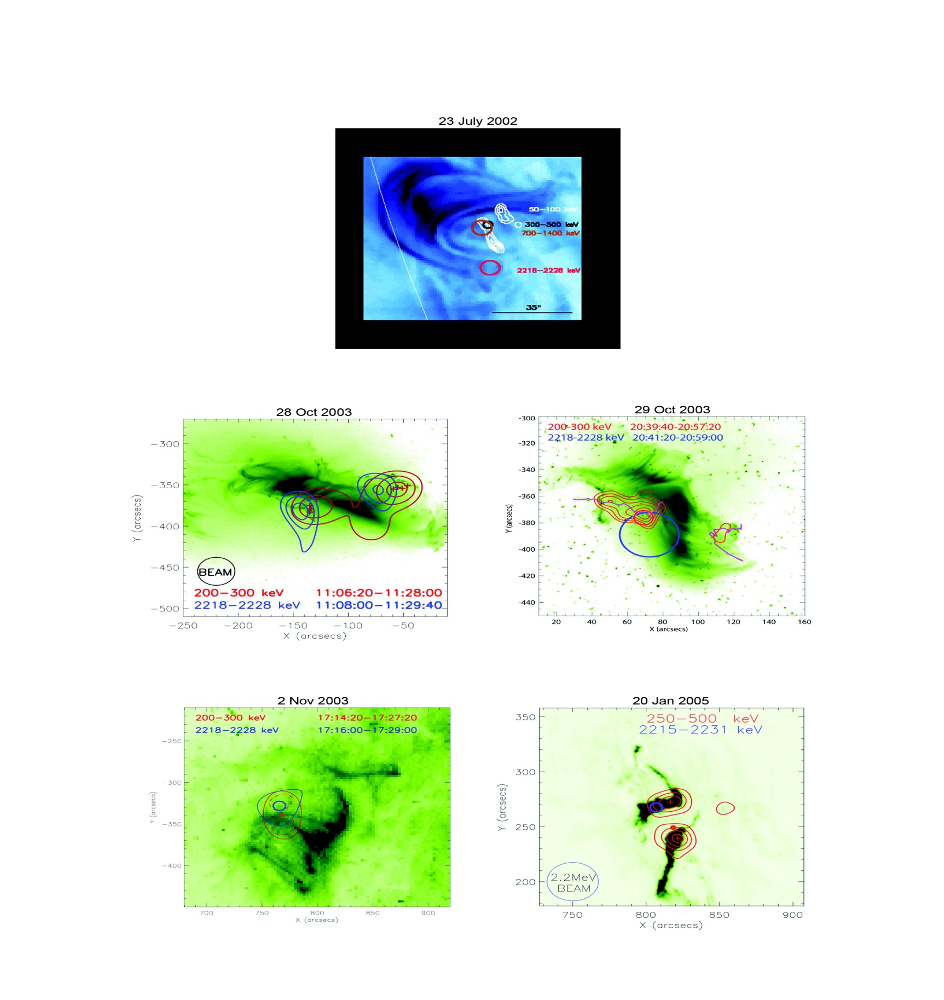 23 July 2002
50-100 keV
300-500 keV
700-1400 keV
2218-2228 keV
35"
28 Oct 2003
-300
-350
-400
-450
-500
Y (arcsecs)
BEAM
200-300 keV 11:06:20-11:28:00
2218-2228 keV 11:08:00-11:29:40
-250 -200 -150 -100 -50
X (arcsecs)
29 Oct 2003
200-300 keV 20:39:40-20:57:20
2218-2228 keV 20:41:20-20:59:00
-300
-320
-340
-360
-380
-400
-420
-440
Y (arcsecs)
20 40 60 80 100 120 140 160
X (arcsecs)
2 Nov 2003
200-300 keV 17:14:20-17:27:20
2218-2228 keV 17:16:00-17:29:00
-250
-300
-350
-400
Y (arcsecs)
700 750 800 850 900
X (arcsecs)
20 Jan 2005
250-500 keV
2215-2231 keV
350
300
250
200
Y (arcsecs)
2.2MeV
BEAM
750 800 850 900
X (arcsecs)